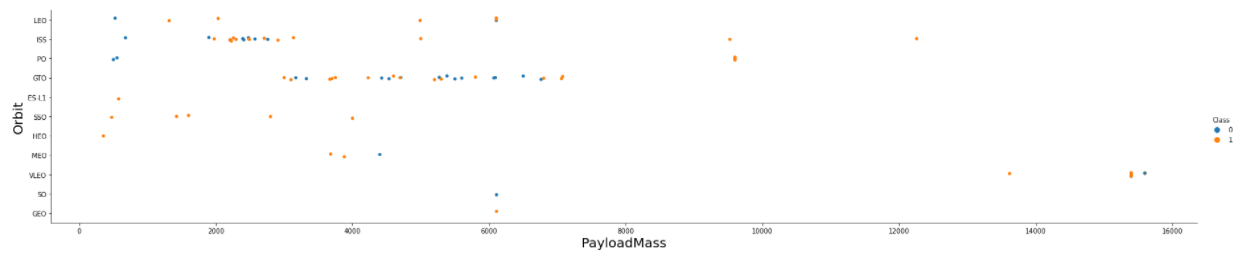 LEO
ISS
PO
GTO
ES-L1
SSO
HEO
MEO
VLEO
SO
GEO
Orbit
0 2000 4000 6000 8000 10000 12000 14000 16000
PayloadMass
Class
0
1